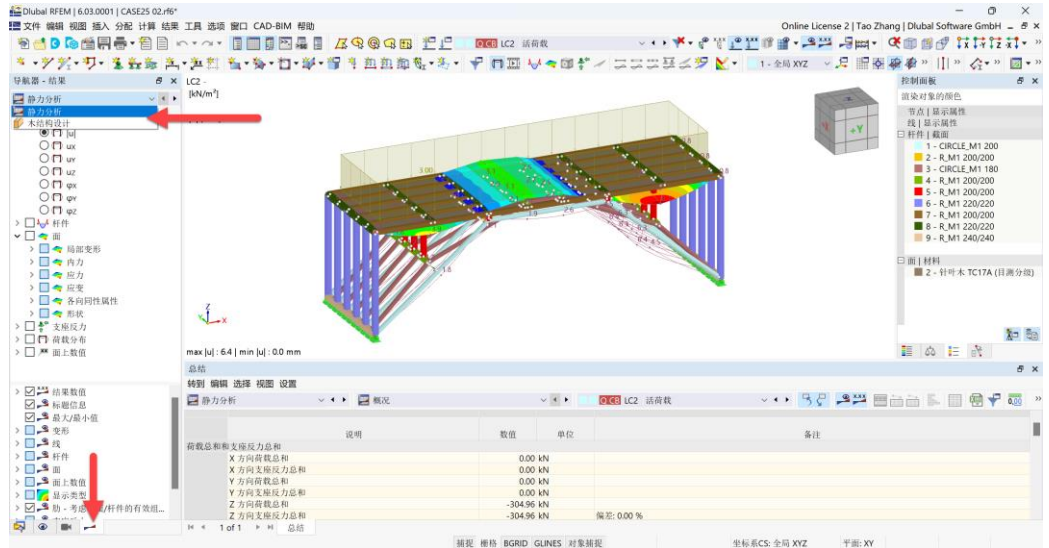 Dlubal RFEM | 6.03.0001 | CASE25 02.rf6*
文件 编辑 视图 插入 分配 计算 结果 工具 选项 窗口 CAD-BIM 帮助
Online License 2 | Tao Zhang | Dlubal Software GmbH
Q CB LC2 活荷载
1 - 全局 XYZ
导航器 - 结果
静力分析
静力分析
木结构设计
|u|
uX
uY
uZ
φX
φY
φZ
杆件
面
局部变形
内力
应力
应变
各向同性属性
形状
支座反力
荷载分布
面上数值
结果数值
标题信息
最大/最小值
变形
线
杆件
面
面上数值
显示类型
肋 - 考虑
/杆件的有效组...
LC2 -
[kN/m²]
3.00
+Y
Z
X
max |u| : 6.4 | min |u| : 0.0 mm
控制面板
渲染对象的颜色
节点 | 显示属性
线 | 显示属性
杆件 | 截面
1 - CIRCLE_M1 200
2 - R_M1 200/200
3 - CIRCLE_M1 180
4 - R_M1 200/200
5 - R_M1 200/200
6 - R_M1 220/220
7 - R_M1 200/200
8 - R_M1 220/220
9 - R_M1 240/240
面 | 材料
2 - 针叶木 TC17A (目测分级)
总结
转到 编辑 选择 视图 设置
静力分析 概况 Q CB LC2 活荷载
说明 数值 单位 备注
荷载总和和支座反力总和
X 方向荷载总和 0.00 kN
X 方向支座反力总和 0.00 kN
Y 方向荷载总和 0.00 kN
Y 方向支座反力总和 0.00 kN
Z 方向荷载总和 -304.96 kN
Z 方向支座反力总和 -304.96 kN 偏差: 0.00 %
1 of 1 总结
捕捉 栅格 BGRID GLINES 对象捕捉 坐标系CS: 全局 XYZ 平面: XY